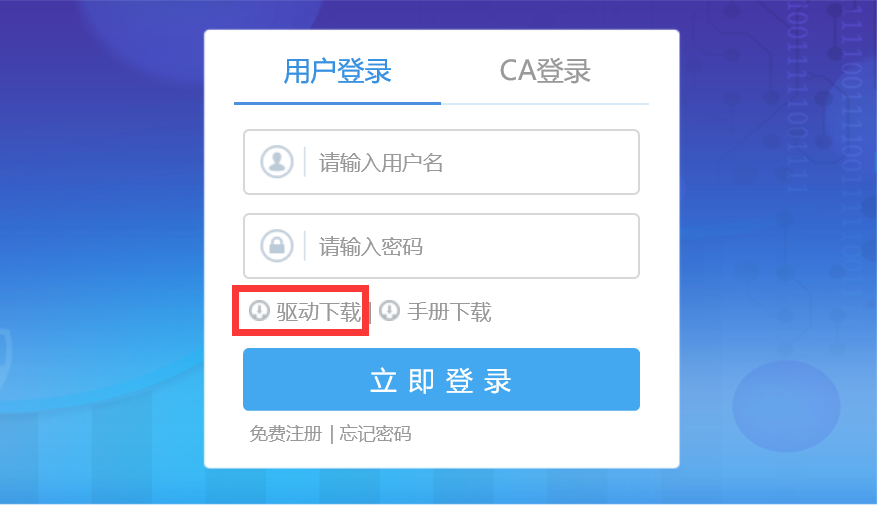 用户登录 CA登录
请输入用户名
请输入密码
驱动下载 | 手册下载
立即登录
免费注册 | 忘记密码